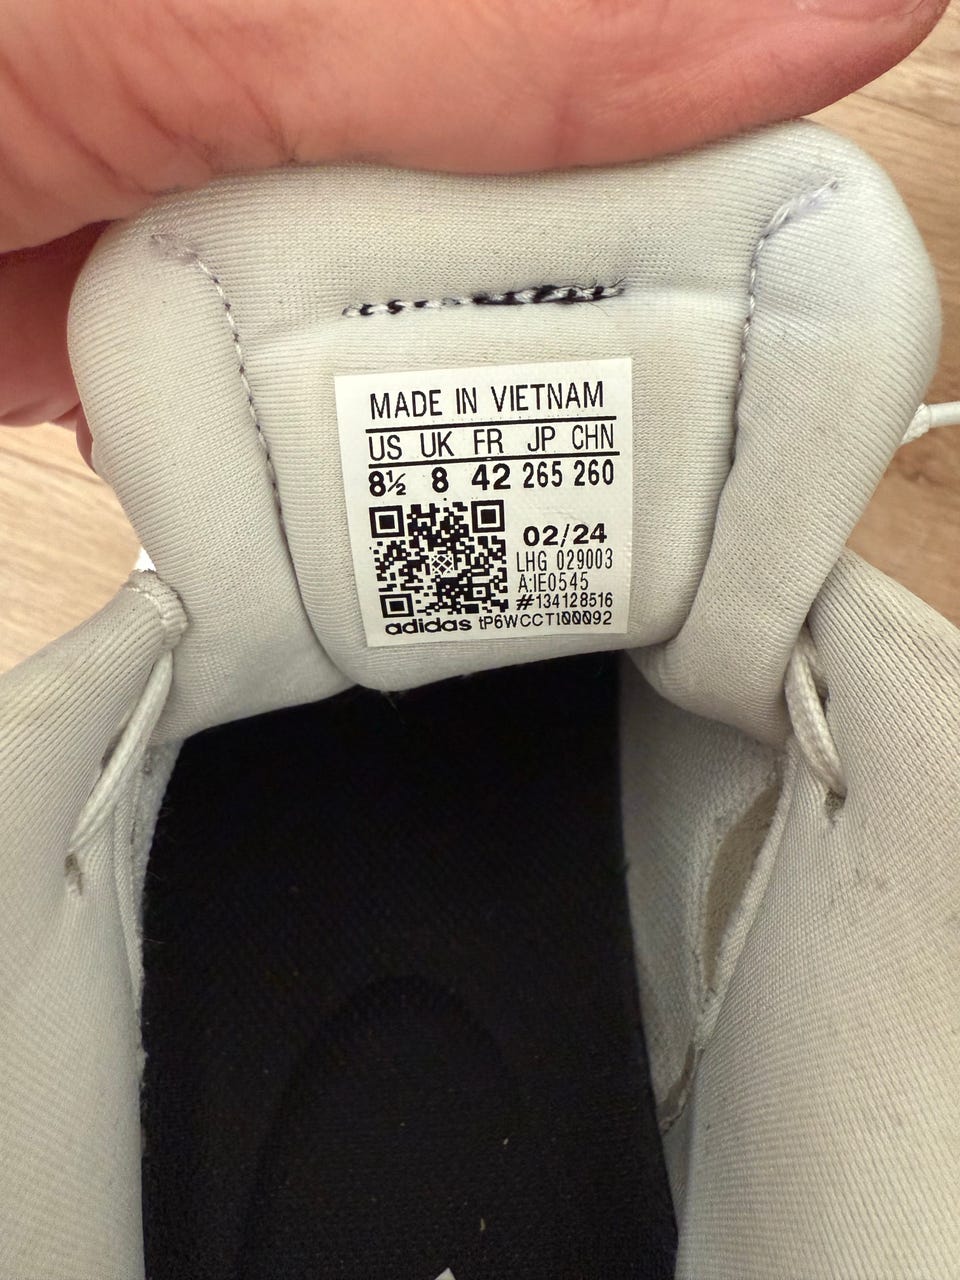 MADE IN VIETNAM
US UK FR JP CHN
8½ 8 42 265 260
02/24
LHG 029003
A:IE0545
#134128516
adidas tP6WCCT100092